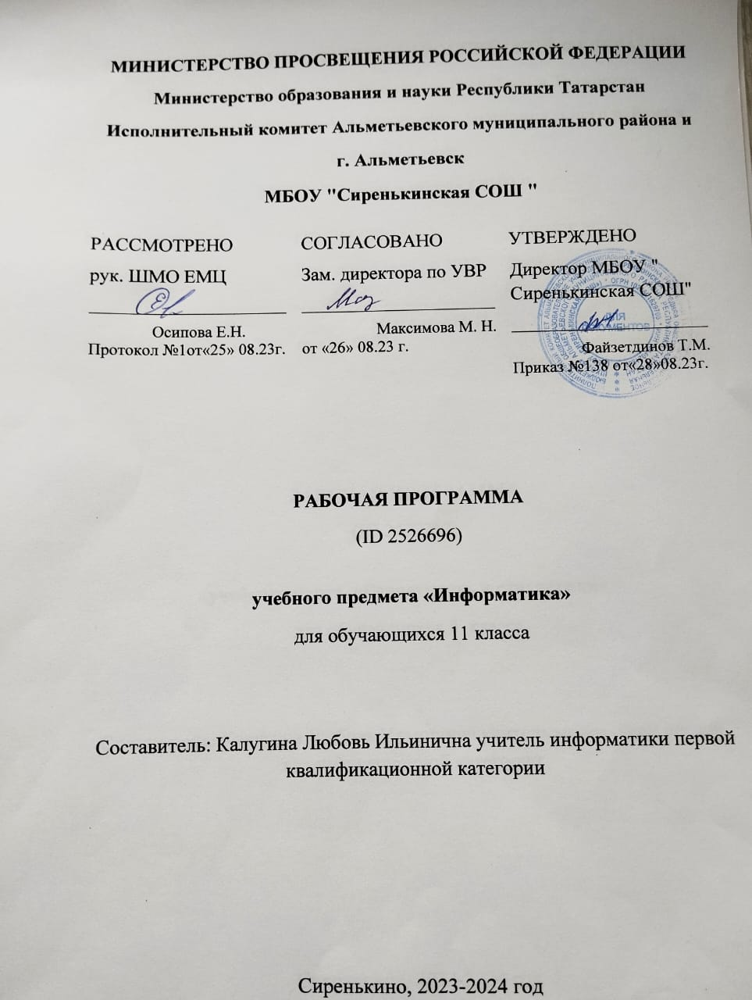 МИНИСТЕРСТВО ПРОСВЕЩЕНИЯ РОССИЙСКОЙ ФЕДЕРАЦИИ
Министерство образования и науки Республики Татарстан
Исполнительный комитет Альметьевского муниципального района и
г. Альметьевск
МБОУ "Сиренькинская СОШ "
РАССМОТРЕНО
рук. ШМО ЕМЦ
Осипова Е.Н.
Протокол №1от«25» 08.23г.
СОГЛАСОВАНО
Зам. директора по УВР
Максимова М. Н.
от «26» 08.23 г.
УТВЕРЖДЕНО
Директор МБОУ "
Сиренькинская СОШ"
ДЛЯ
ДОКУМЕНТОВ
Файзетдинов Т.М.
Приказ №138 от«28»08.23г.
РАБОЧАЯ ПРОГРАММА
(ID 2526696)
учебного предмета «Информатика»
для обучающихся 11 класса
Составитель: Калугина Любовь Ильинична учитель информатики первой
квалификационной категории
Сиренькино, 2023-2024 год